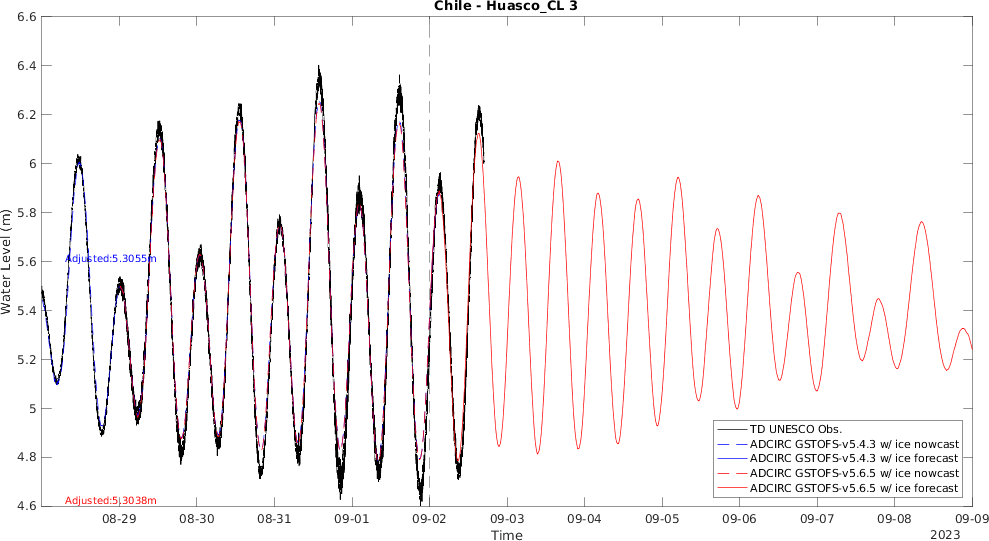 Chile - Huasco_CL 3
6.6
6.4
6.2
6
5.8
5.6
5.4
5.2
5
4.8
4.6
Water Level (m)
Adjusted:5.3055m
Adjusted:5.3038m
TD UNESCO Obs.
ADCIRC GSTOFS-v5.4.3 w/ ice nowcast
ADCIRC GSTOFS-v5.4.3 w/ ice forecast
ADCIRC GSTOFS-v5.6.5 w/ ice nowcast
ADCIRC GSTOFS-v5.6.5 w/ ice forecast
08-29 08-30 08-31 09-01 09-02 09-03 09-04 09-05 09-06 09-07 09-08 09-09
Time
2023